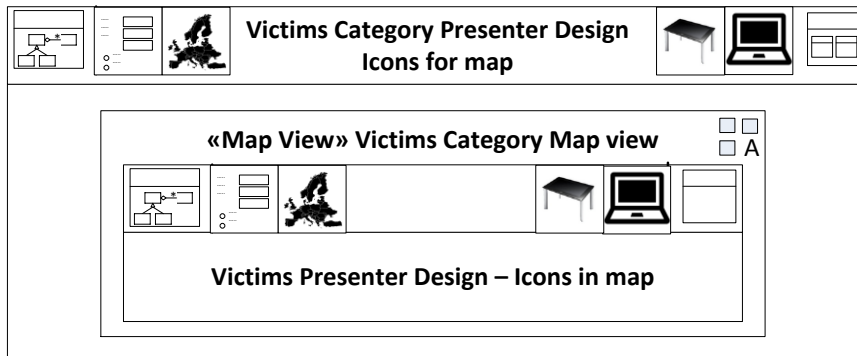 Victims Category Presenter Design
Icons for map
«Map View» Victims Category Map view
A
Victims Presenter Design – Icons in map